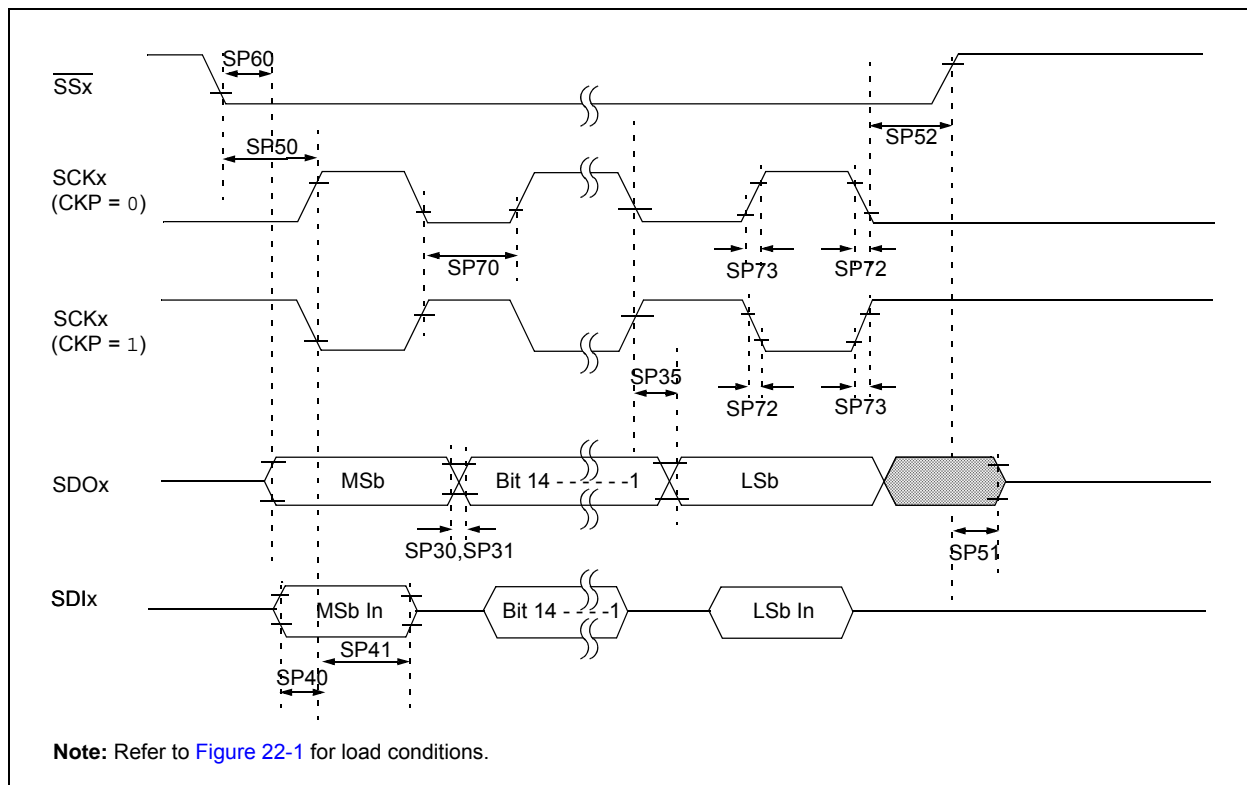 SP60
SSx
SP52
SP50
SCKx
(CKP = 0)
SP70
SP73
SP72
SCKx
(CKP = 1)
SP35
SP72
SP73
SDOx
MSb
Bit 14 - - - - - -1
LSb
SP30,SP31
SP51
SDIx
MSb In
Bit 14 - - - -1
LSb In
SP41
SP40
Note: Refer to Figure 22-1 for load conditions.